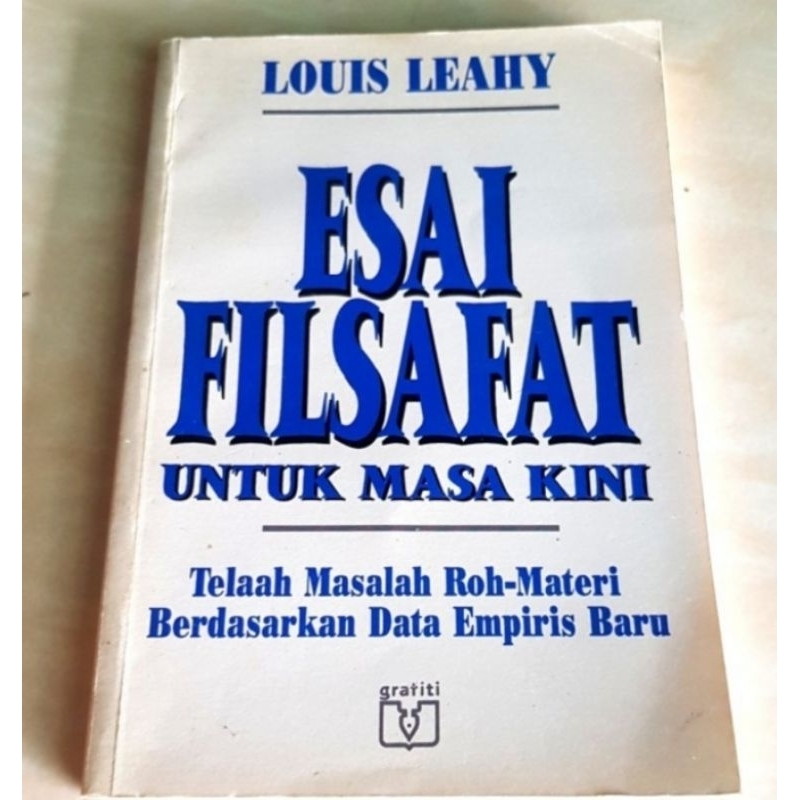 LOUIS LEAHY
ESAI
FILSAFAT
UNTUK MASA KINI
Telaah Masalah Roh-Materi
Berdasarkan Data Empiris Baru
grafiti